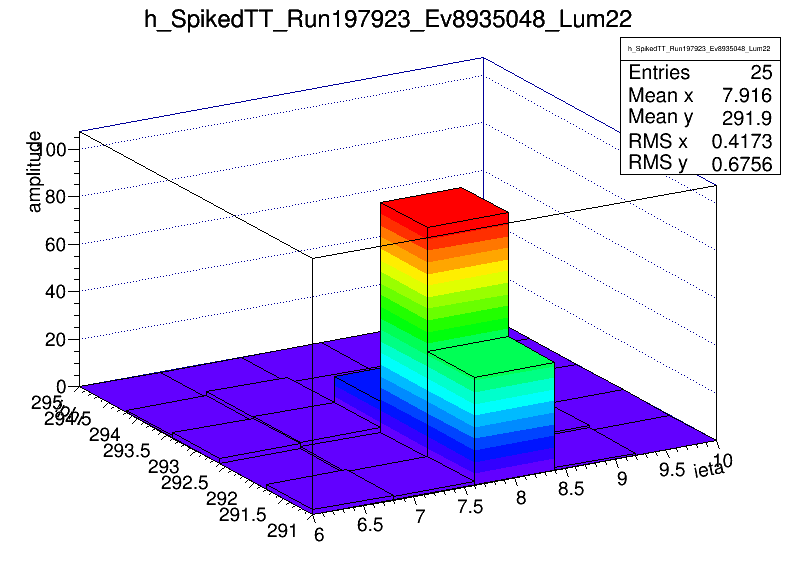 h_SpikedTT_Run197923_Ev8935048_Lum22
h_SpikedTT_Run197923_Ev8935048_Lum22
Entries 25
Mean x 7.916
Mean y 291.9
RMS x 0.4173
RMS y 0.6756
amplitude
100
80
60
40
20
0
295
294.5
294
293.5
293
292.5
292
291.5
291
6
6.5
7
7.5
8
8.5
9
9.5
10
ieta